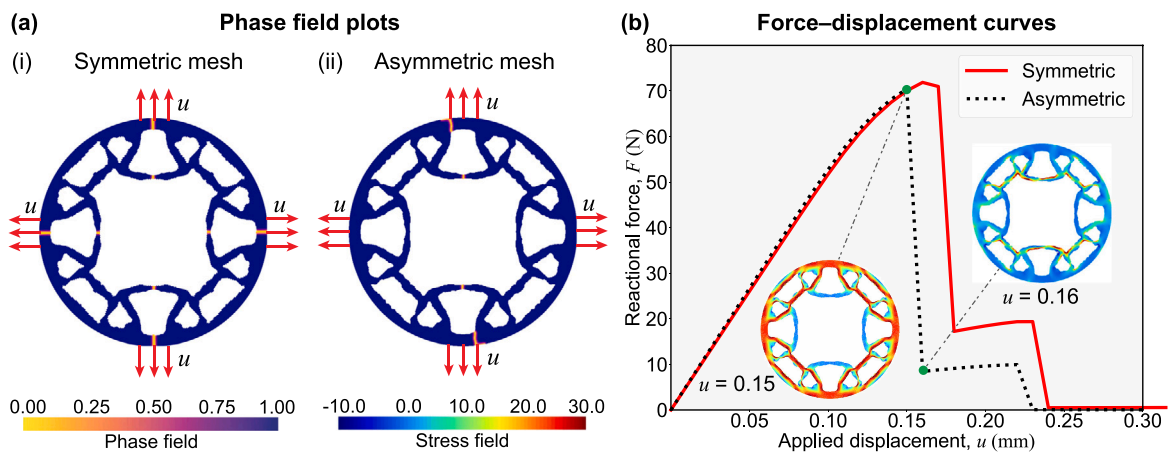 (a) Phase field plots
(i) Symmetric mesh
(ii) Asymmetric mesh
u
u
u
u
u
u
u
u
0.00 0.25 0.50 0.75 1.00
Phase field
-10.0 0.0 10.0 20.0 30.0
Stress field
(b) Force–displacement curves
80
70
60
50
40
30
20
10
0
Reactional force, F (N)
Symmetric
Asymmetric
u = 0.16
u = 0.15
0.05 0.10 0.15 0.20 0.25 0.30
Applied displacement, u (mm)